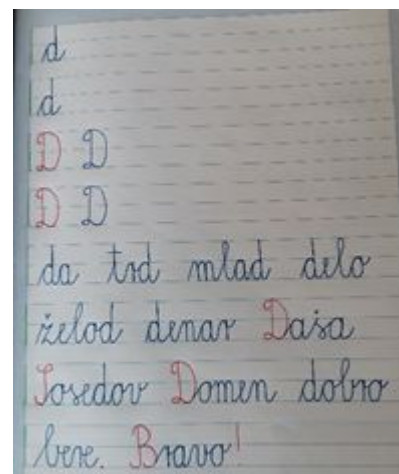 d
d
D D
D D
da trd mlad delo
želod denar Daša
Sosedov Domen dobro
bere. Bravo!